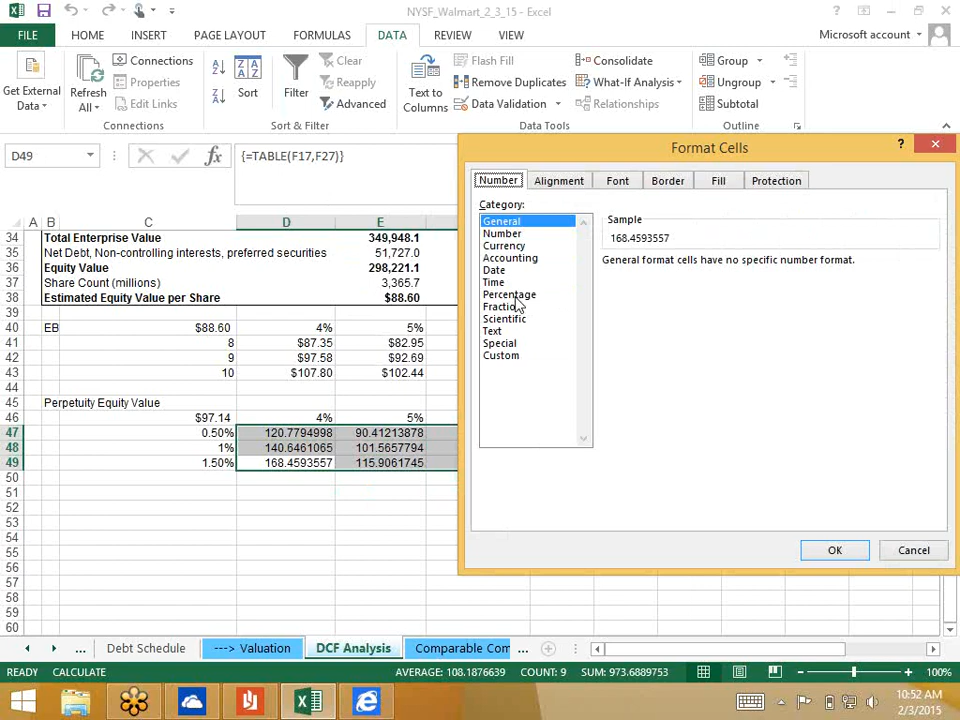 NYSF_Walmart_2_3_15 - Excel
FILE HOME INSERT PAGE LAYOUT FORMULAS DATA REVIEW VIEW Microsoft account
Get External Data
Refresh All
Connections
Properties
Edit Links
Connections
Sort
Filter
Clear
Reapply
Advanced
Sort & Filter
Text to Columns
Flash Fill
Remove Duplicates
Data Validation
Consolidate
What-If Analysis
Relationships
Data Tools
Group
Ungroup
Subtotal
Outline
D49 fx {=TABLE(F17,F27)}
A B C D E
34 Total Enterprise Value 349,948.1
35 Net Debt, Non-controlling interests, preferred securities 51,727.0
36 Equity Value 298,221.1
37 Share Count (millions) 3,365.7
38 Estimated Equity Value per Share $88.60
39
40 EB $88.60 4% 5%
41 8 $87.35 $82.95
42 9 $97.58 $92.69
43 10 $107.80 $102.44
44
45 Perpetuity Equity Value
46 $97.14 4% 5%
47 0.50% 120.7794998 90.41213878
48 1% 140.6461065 101.5657794
49 1.50% 168.4593557 115.9061745
50
51
52
53
54
55
56
57
58
59
60
Format Cells
Number Alignment Font Border Fill Protection
Category:
General
Number
Currency
Accounting
Date
Time
Percentage
Fraction
Scientific
Text
Special
Custom
Sample
168.4593557
General format cells have no specific number format.
OK Cancel
... Debt Schedule ---> Valuation DCF Analysis Comparable Com ...
READY CALCULATE AVERAGE: 108.1876639 COUNT: 9 SUM: 973.6889753 100%
10:52 AM
2/3/2015